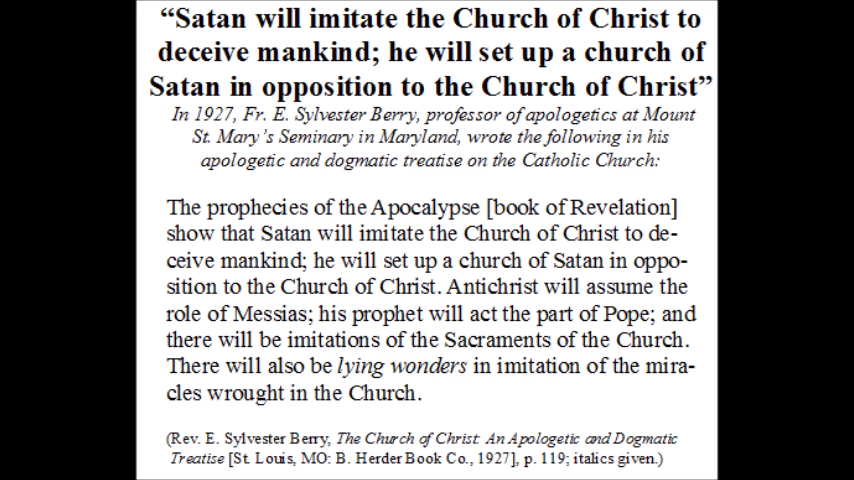 “Satan will imitate the Church of Christ to
deceive mankind; he will set up a church of
Satan in opposition to the Church of Christ”
In 1927, Fr. E. Sylvester Berry, professor of apologetics at Mount
St. Mary’s Seminary in Maryland, wrote the following in his
apologetic and dogmatic treatise on the Catholic Church:
The prophecies of the Apocalypse [book of Revelation]
show that Satan will imitate the Church of Christ to de-
ceive mankind; he will set up a church of Satan in oppo-
sition to the Church of Christ. Antichrist will assume the
role of Messias; his prophet will act the part of Pope; and
there will be imitations of the Sacraments of the Church.
There will also be lying wonders in imitation of the mira-
cles wrought in the Church.
(Rev. E. Sylvester Berry, The Church of Christ: An Apologetic and Dogmatic
Treatise [St. Louis, MO: B. Herder Book Co., 1927], p. 119; italics given.)